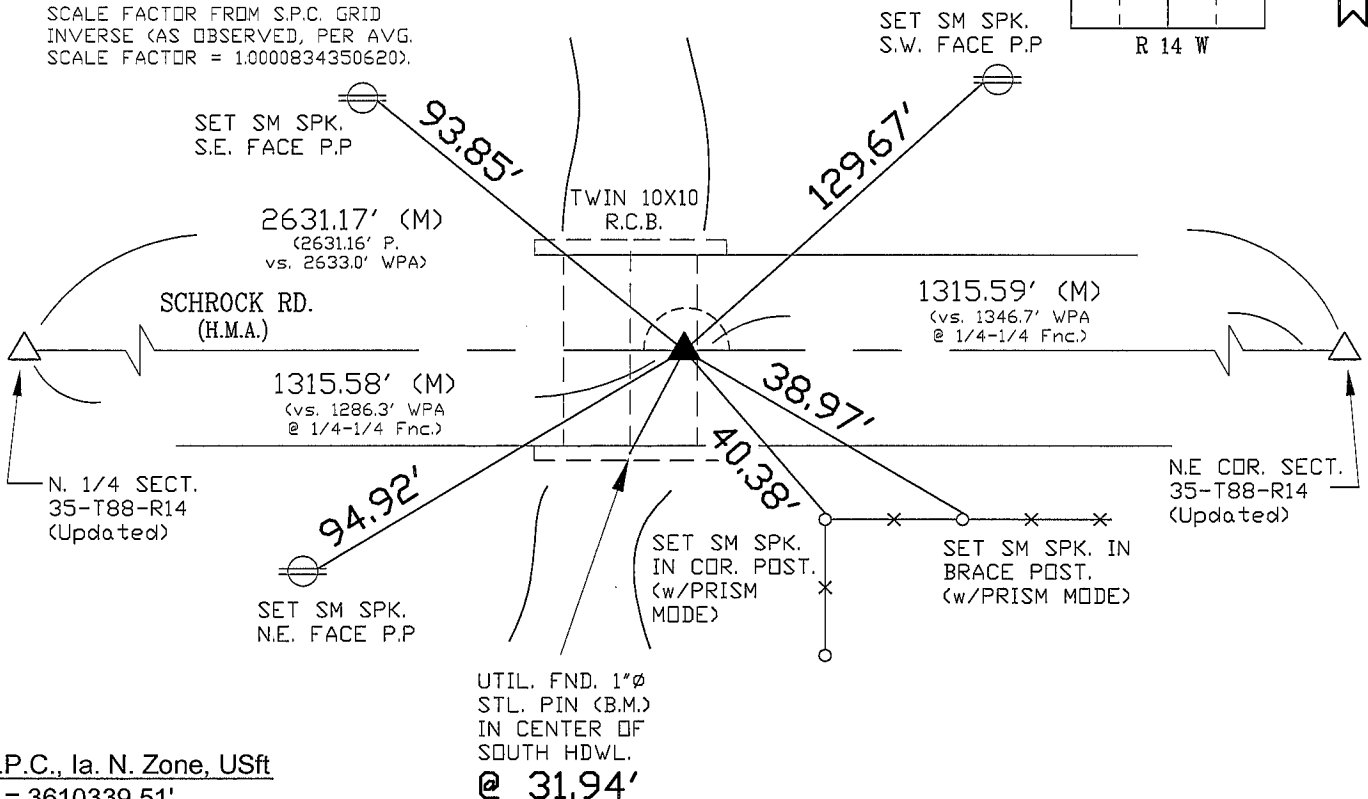 SCALE FACTOR FROM S.P.C. GRID
INVERSE (AS OBSERVED, PER AVG.
SCALE FACTOR = 1.0000834350620).
SET SM SPK.
S.W. FACE P.P
R 14 W
SET SM SPK.
S.E. FACE P.P
93.85'
129.67'
TWIN 10X10
R.C.B.
2631.17' (M)
(2631.16' P.
vs. 2633.0' WPA)
SCHROCK RD.
(H.M.A.)
1315.59' (M)
(vs. 1346.7' WPA
@ 1/4-1/4 Fnc.)
1315.58' (M)
(vs. 1286.3' WPA
@ 1/4-1/4 Fnc.)
38.97'
40.38'
94.92'
N. 1/4 SECT.
35-T88-R14
(Updated)
N.E COR. SECT.
35-T88-R14
(Updated)
SET SM SPK.
IN COR. POST.
(w/PRISM
MODE)
SET SM SPK. IN
BRACE POST.
(w/PRISM MODE)
SET SM SPK.
N.E. FACE P.P
UTIL. FND. 1"ø
STL. PIN (B.M.)
IN CENTER OF
SOUTH HDWL.
@ 31.94'
.P.C., Ia. N. Zone, USft
= 3610339.51'